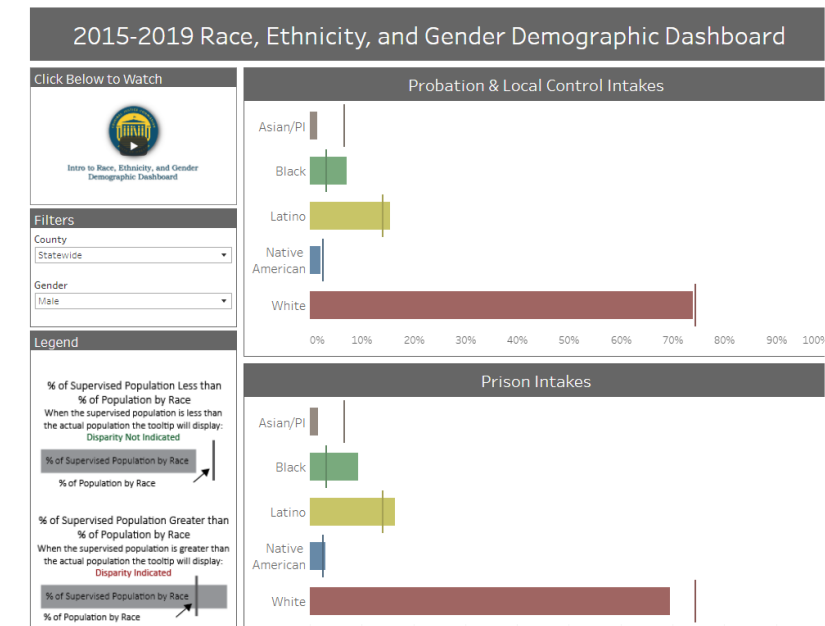 2015-2019 Race, Ethnicity, and Gender Demographic Dashboard
Click Below to Watch
Intro to Race, Ethnicity, and Gender
Demographic Dashboard
Filters
County
Statewide
Gender
Male
Legend
% of Supervised Population Less than
% of Population by Race
When the supervised population is less than
the actual population the tooltip will display:
Disparity Not Indicated
% of Supervised Population by Race
% of Population by Race
% of Supervised Population Greater than
% of Population by Race
When the supervised population is greater than
the actual population the tooltip will display:
Disparity Indicated
% of Supervised Population by Race
% of Population by Race
Probation & Local Control Intakes
Asian/PI
Black
Latino
Native
American
White
0% 10% 20% 30% 40% 50% 60% 70% 80% 90% 100%
Prison Intakes
Asian/PI
Black
Latino
Native
American
White